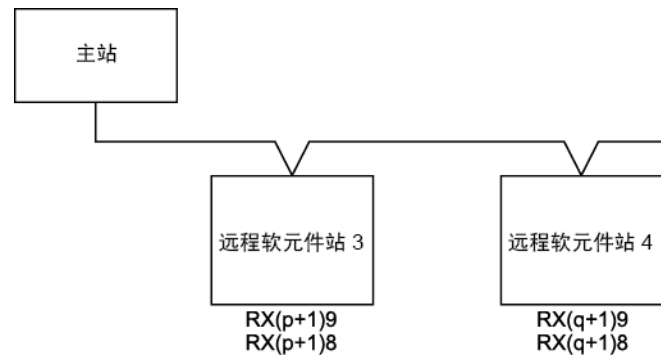 主站
远程软元件站 3
远程软元件站 4
RX(p+1)9
RX(q+1)9
RX(p+1)8
RX(q+1)8